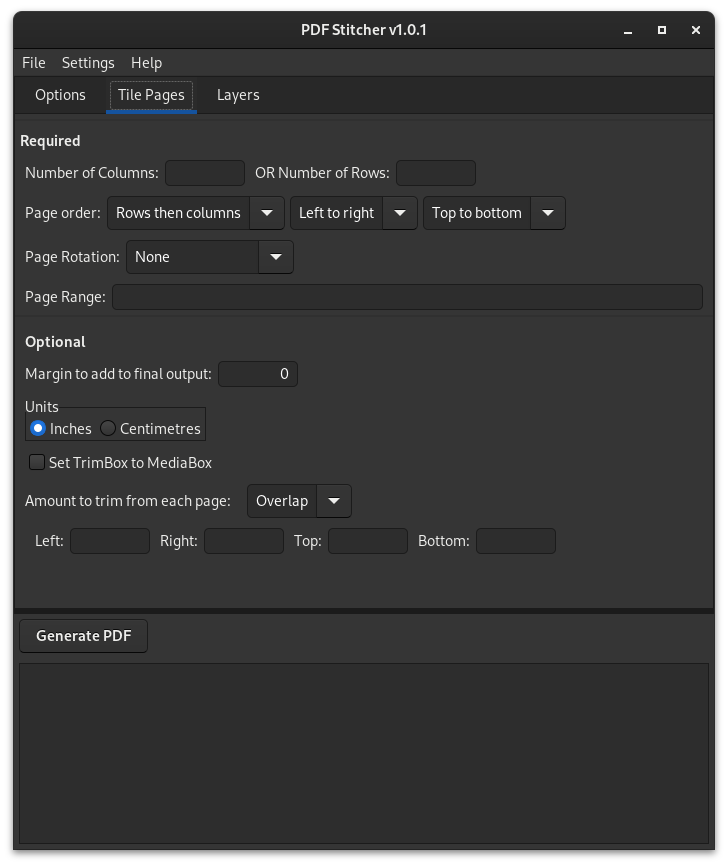 PDF Stitcher v1.0.1
File Settings Help
Options Tile Pages Layers
Required
Number of Columns: OR Number of Rows:
Page order: Rows then columns Left to right Top to bottom
Page Rotation: None
Page Range:
Optional
Margin to add to final output: 0
Units
Inches Centimetres
Set TrimBox to MediaBox
Amount to trim from each page: Overlap
Left: Right: Top: Bottom:
Generate PDF